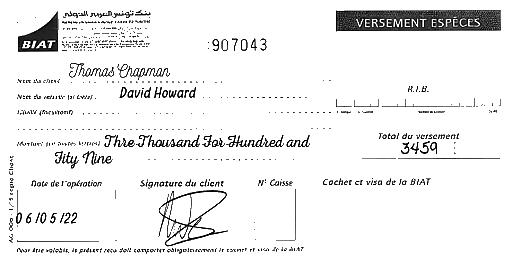 بنك تونس العربي الدولي
BIAT
VERSEMENT ESPÈCES
907043
Nom du client Thomas Chapman
Nom du remettant (si tiers) David Howard
R.I.B.
Montant (en toutes lettres) Thre Thousand For Hundred and
Fity Nine
Total du versement
3459
Date de l'opération
Signature du client
N° Caisse
Cachet et visa de la BIAT
06/05/22
Pour être valable, le présent reçu doit comporter obligatoirement le cachet et visa de la BIAT